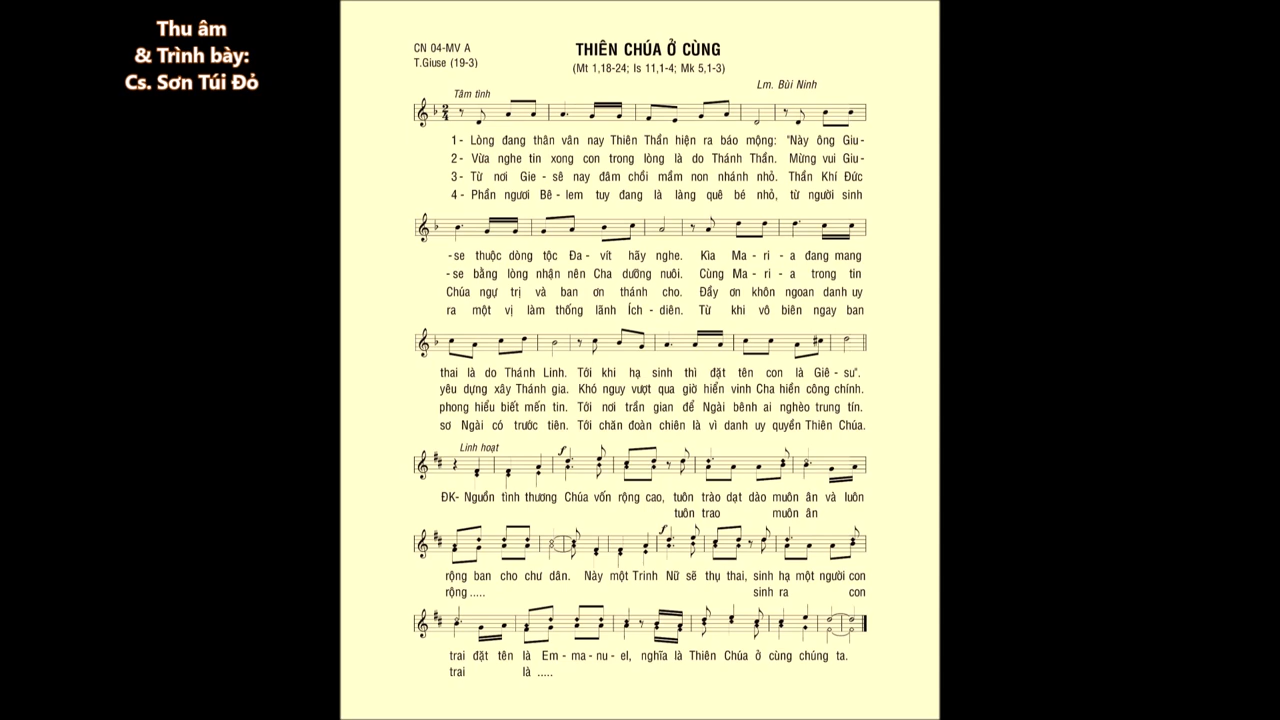 Thu âm
& Trình bày:
Cs. Sơn Túi Đỏ
CN 04-MV A
T.Giuse (19-3)
THIÊN CHÚA Ở CÙNG
(Mt 1,18-24; Is 11,1-4; Mk 5,1-3)
Lm. Bùi Ninh
Tâm tình
1- Lòng đang thân vân nay Thiên Thần hiện ra báo mộng: "Này ông Giu-
2- Vừa nghe tin xong con trong lòng là do Thánh Thần. Mừng vui Giu-
3- Từ nơi Gie - sê nay đâm chồi mầm non nhánh nhỏ. Thần Khí Đức
4- Phần ngươi Bê - lem tuy đang là làng quê bé nhỏ, từ người sinh
-se thuộc dòng tộc Đa - vít hãy nghe. Kìa Ma - ri - a đang mang
-se bằng lòng nhận nên Cha dưỡng nuôi. Cùng Ma - ri - a trong tin
Chúa ngự trị và ban ơn thánh cho. Đầy ơn khôn ngoan danh uy
ra một vị làm thống lãnh Ích - diên. Từ khi vô biên ngay ban
thai là do Thánh Linh. Tới khi hạ sinh thì đặt tên con là Giê - su".
yêu dựng xây Thánh gia. Khó nguy vượt qua giờ hiển vinh Cha hiền công chính.
phong hiểu biết mến tin. Tới nơi trần gian để Ngài bênh ai nghèo trung tín.
sơ Ngài có trước tiên. Tới chăn đoàn chiên là vì danh uy quyền Thiên Chúa.
Linh hoạt
f
ĐK- Nguồn tình thương Chúa vốn rộng cao, tuôn trào dạt dào muôn ân và luôn
tuôn trao muôn ân
f
rộng ban cho chư dân. Này một Trinh Nữ sẽ thụ thai, sinh hạ một người con
rộng ..... sinh ra con
trai đặt tên là Em - ma - nu - el, nghĩa là Thiên Chúa ở cùng chúng ta.
trai là .....